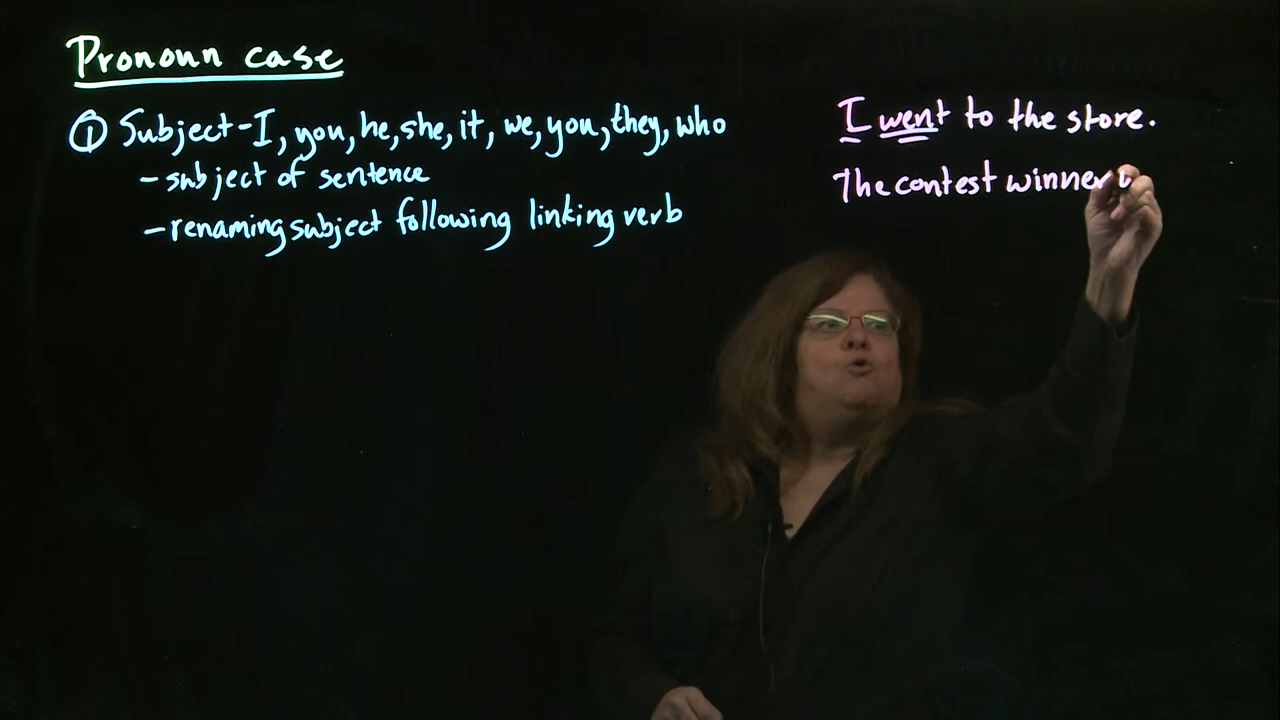 Pronoun case
① Subject-I, you, he, she, it, we, you, they, who
- subject of sentence
- renaming subject following linking verb
I went to the store.
The contest winner